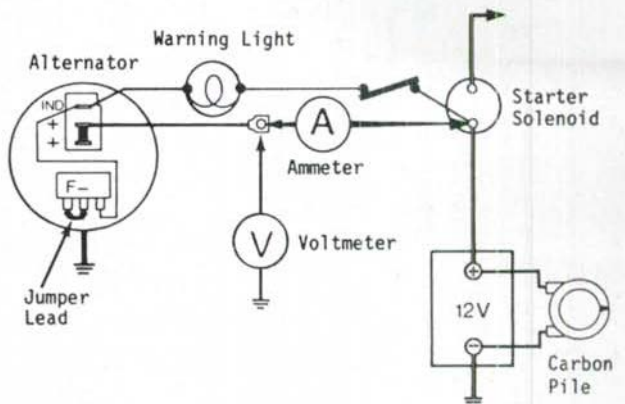 Warning Light
Alternator
IND
+
+
F-
Jumper
Lead
A
Ammeter
V
Voltmeter
Starter
Solenoid
+
12V
-
Carbon
Pile